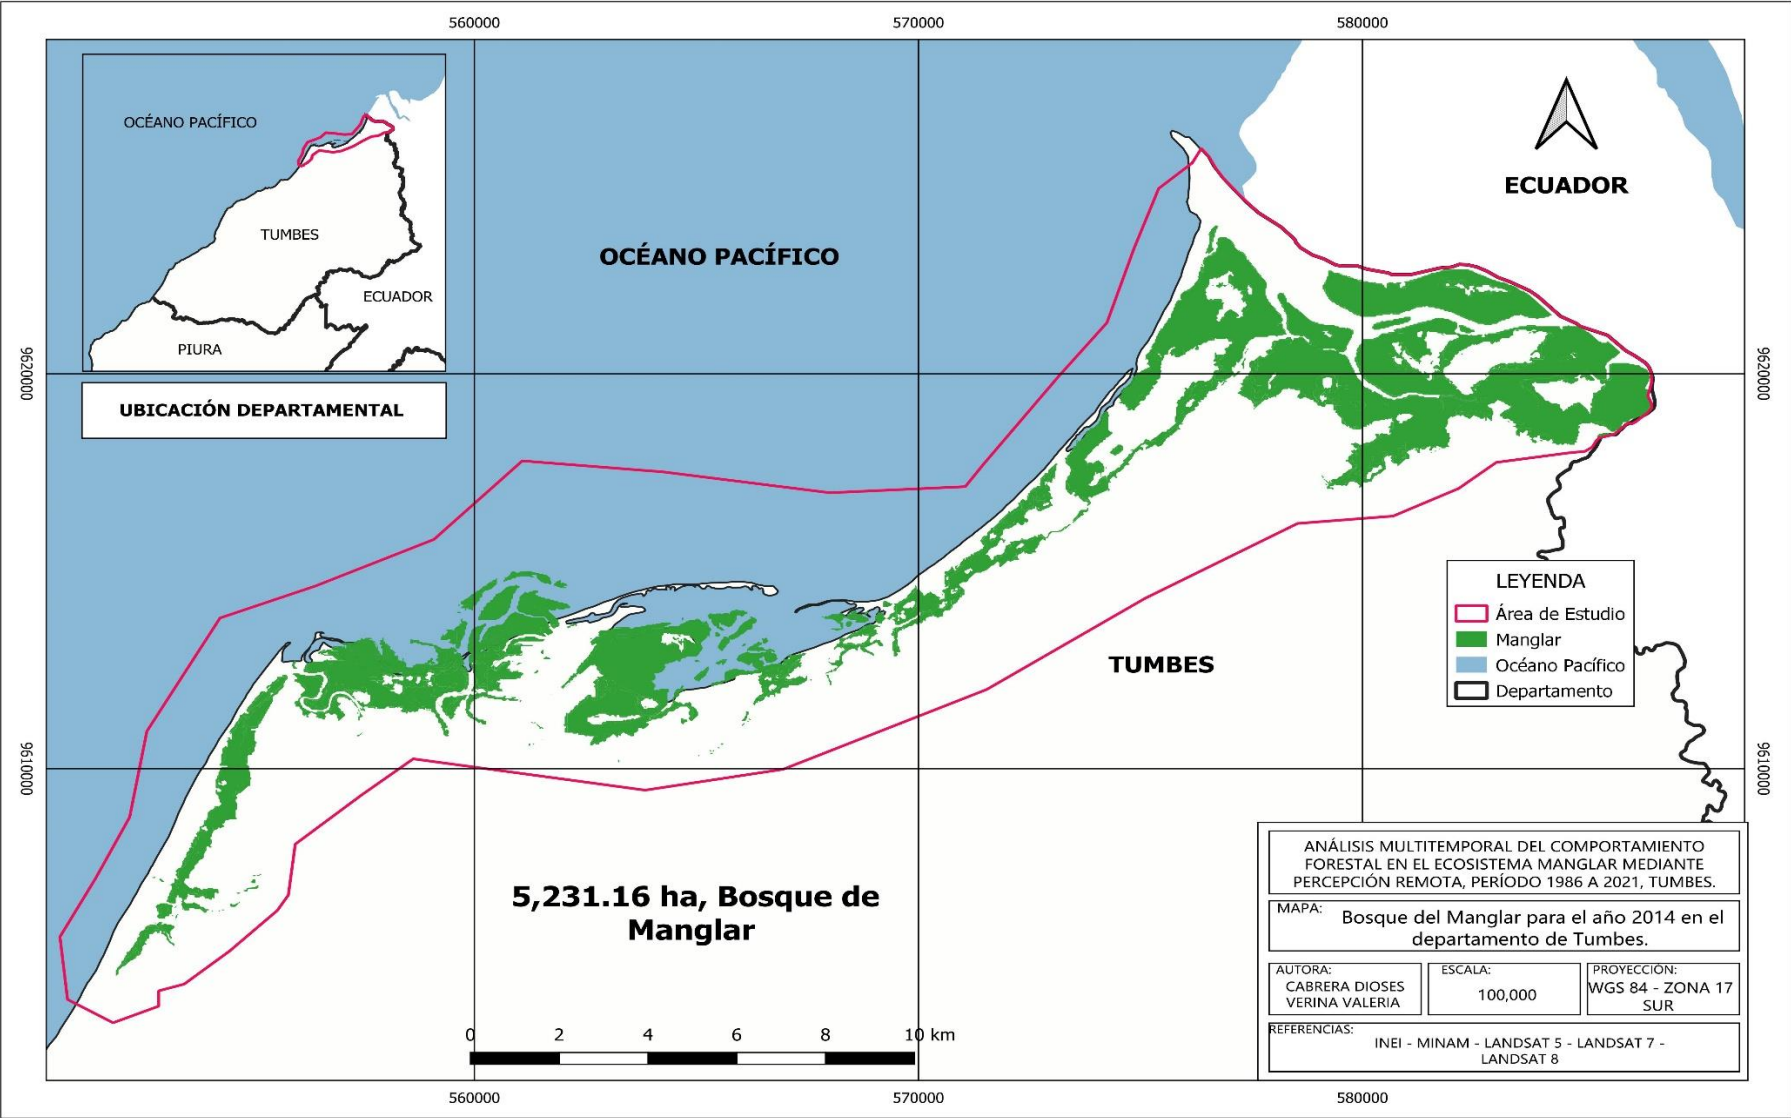 560000
570000
580000
OCÉANO PACÍFICO
TUMBES
ECUADOR
PIURA
UBICACIÓN DEPARTAMENTAL
OCÉANO PACÍFICO
ECUADOR
9620000
9620000
TUMBES
LEYENDA
Área de Estudio
Manglar
Océano Pacífico
Departamento
9610000
9610000
5,231.16 ha, Bosque de
Manglar
0 2 4 6 8 10 km
ANÁLISIS MULTITEMPORAL DEL COMPORTAMIENTO
FORESTAL EN EL ECOSISTEMA MANGLAR MEDIANTE
PERCEPCIÓN REMOTA, PERÍODO 1986 A 2021, TUMBES.
MAPA: Bosque del Manglar para el año 2014 en el
departamento de Tumbes.
AUTORA:
CABRERA DIOSES
VERINA VALERIA
ESCALA:
100,000
PROYECCIÓN:
WGS 84 - ZONA 17
SUR
REFERENCIAS:
INEI - MINAM - LANDSAT 5 - LANDSAT 7 -
LANDSAT 8
560000
570000
580000